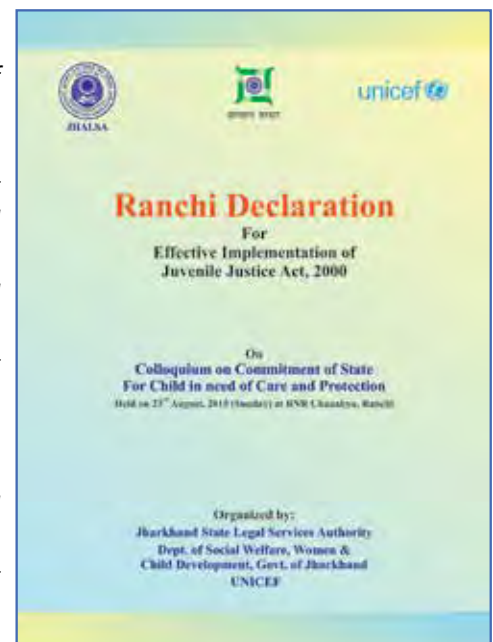 JHALSA
झारखण्ड सरकार
unicef
Ranchi Declaration
For
Effective Implementation of
Juvenile Justice Act, 2000
On
Colloquium on Commitment of State
For Child in need of Care and Protection
Held on 23rd August, 2015 (Sunday) at BNR Chanakya, Ranchi
Organized by:
Jharkhand State Legal Services Authority
Dept. of Social Welfare, Women &
Child Development, Govt. of Jharkhand
UNICEF